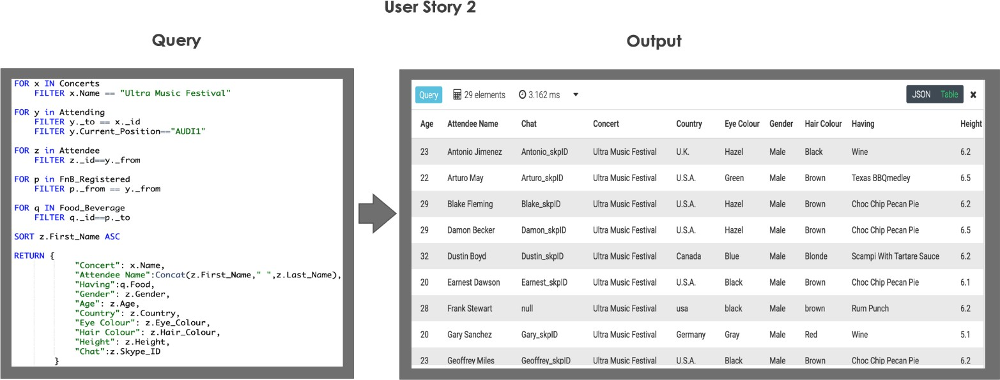 User Story 2
Query
Output
FOR x IN Concerts
FILTER x.Name == "Ultra Music Festival"
FOR y in Attending
FILTER y._to == x._id
FILTER y.Current_Position=="AUDI1"
FOR z in Attendee
FILTER z._id==y._from
FOR p in FnB_Registered
FILTER p._from == y._from
FOR q IN Food_Beverage
FILTER q._id==p._to
SORT z.First_Name ASC
RETURN {
"Concert": x.Name,
"Attendee Name":Concat(z.First_Name," ",z.Last_Name),
"Having":q.Food,
"Gender": z.Gender,
"Age": z.Age,
"Country": z.Country,
"Eye Colour": z.Eye_Colour,
"Hair Colour": z.Hair_Colour,
"Height": z.Height,
"Chat":z.Skype_ID
}
Query 29 elements 3.162 ms JSON Table
Age Attendee Name Chat Concert Country Eye Colour Gender Hair Colour Having Height
23 Antonio Jimenez Antonio_skpID Ultra Music Festival U.K. Hazel Male Black Wine 6.2
22 Arturo May Arturo_skpID Ultra Music Festival U.S.A. Green Male Brown Texas BBQmedley 6.5
29 Blake Fleming Blake_skpID Ultra Music Festival U.S.A. Hazel Male Brown Choc Chip Pecan Pie 6.2
29 Damon Becker Damon_skpID Ultra Music Festival U.S.A. Hazel Male Brown Choc Chip Pecan Pie 6.5
32 Dustin Boyd Dustin_skpID Ultra Music Festival Canada Blue Male Blonde Scampi With Tartare Sauce 6.2
20 Earnest Dawson Earnest_skpID Ultra Music Festival U.S.A. Black Male Brown Choc Chip Pecan Pie 6.1
28 Frank Stewart null Ultra Music Festival usa black Male brown Rum Punch 6.2
20 Gary Sanchez Gary_skpID Ultra Music Festival Germany Gray Male Red Wine 5.1
23 Geoffrey Miles Geoffrey_skpID Ultra Music Festival U.S.A. Black Male Brown Choc Chip Pecan Pie 6.2